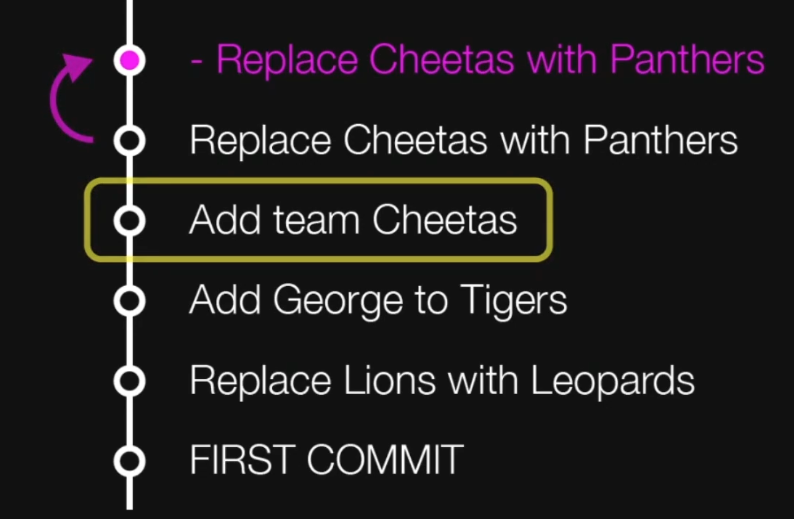 - Replace Cheetas with Panthers
Replace Cheetas with Panthers
Add team Cheetas
Add George to Tigers
Replace Lions with Leopards
FIRST COMMIT